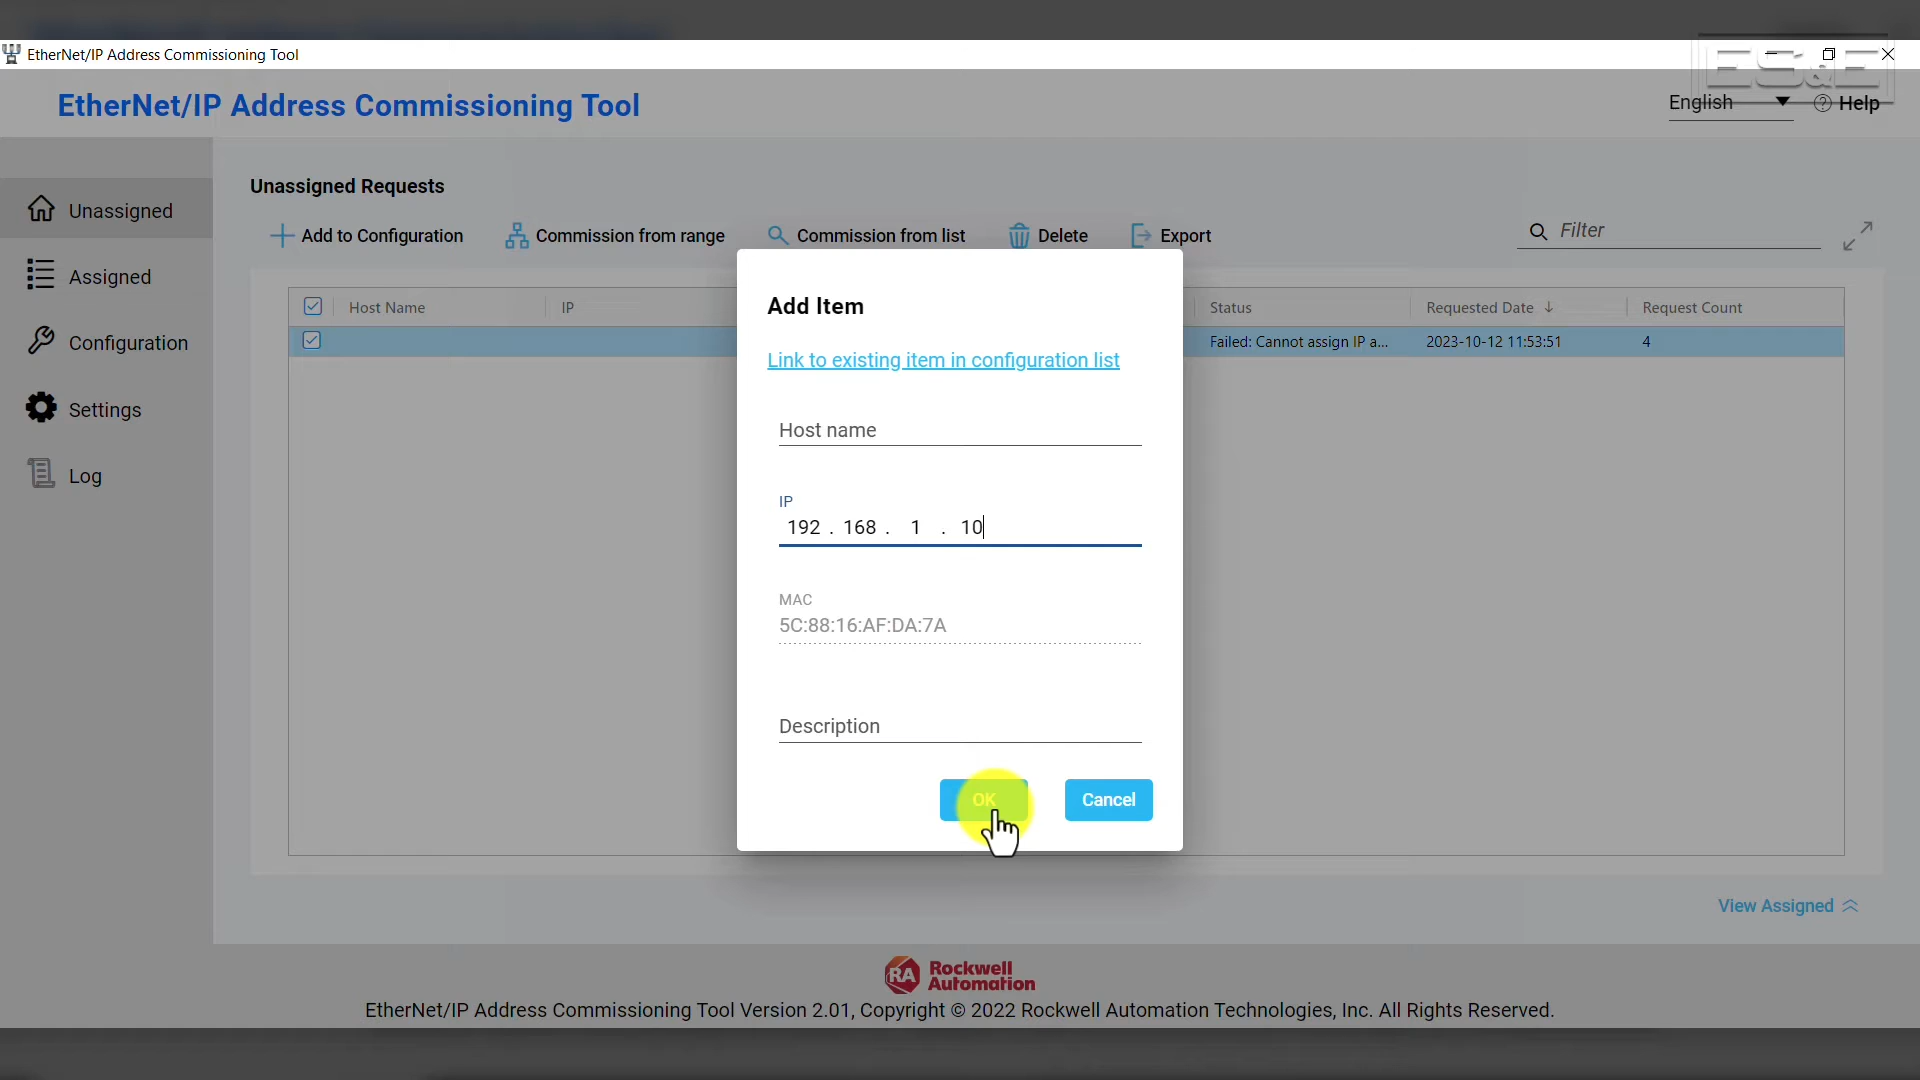 EtherNet/IP Address Commissioning Tool
ES&E
EtherNet/IP Address Commissioning Tool
English
Help
Unassigned
Assigned
Configuration
Settings
Log
Unassigned Requests
Add to Configuration
Commission from range
Commission from list
Delete
Export
Filter
Host Name
IP
Status
Requested Date
Request Count
Failed: Cannot assign IP a...
2023-10-12 11:53:51
4
Add Item
Link to existing item in configuration list
Host name
IP
192 . 168 . 1 . 10
MAC
5C:88:16:AF:DA:7A
Description
OK
Cancel
View Assigned
RA
Rockwell
Automation
EtherNet/IP Address Commissioning Tool Version 2.01, Copyright © 2022 Rockwell Automation Technologies, Inc. All Rights Reserved.